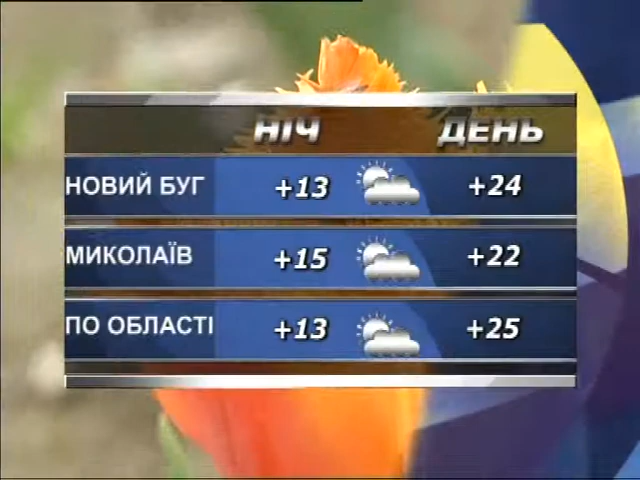 НІЧ ДЕНЬ
НОВИЙ БУГ +13 +24
МИКОЛАЇВ +15 +22
ПО ОБЛАСТІ +13 +25